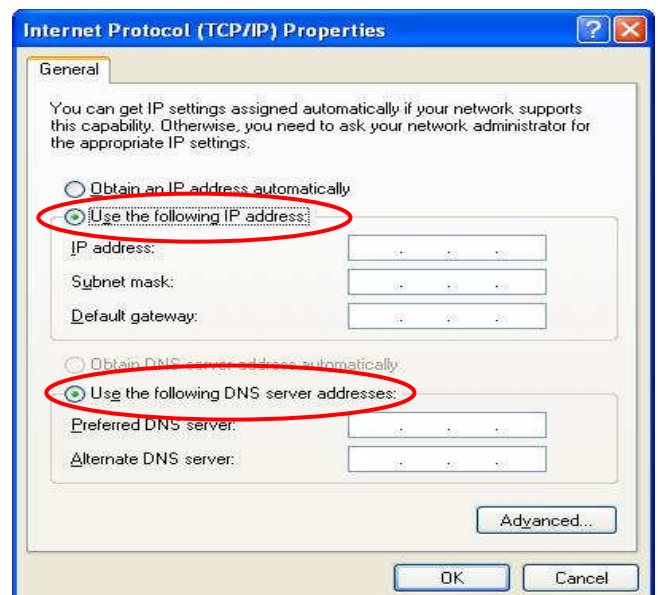 Internet Protocol (TCP/IP) Properties
General
You can get IP settings assigned automatically if your network supports
this capability. Otherwise, you need to ask your network administrator for
the appropriate IP settings.
Obtain an IP address automatically
Use the following IP address:
IP address:
Subnet mask:
Default gateway:
Obtain DNS server address automatically
Use the following DNS server addresses:
Preferred DNS server:
Alternate DNS server:
Advanced...
OK
Cancel